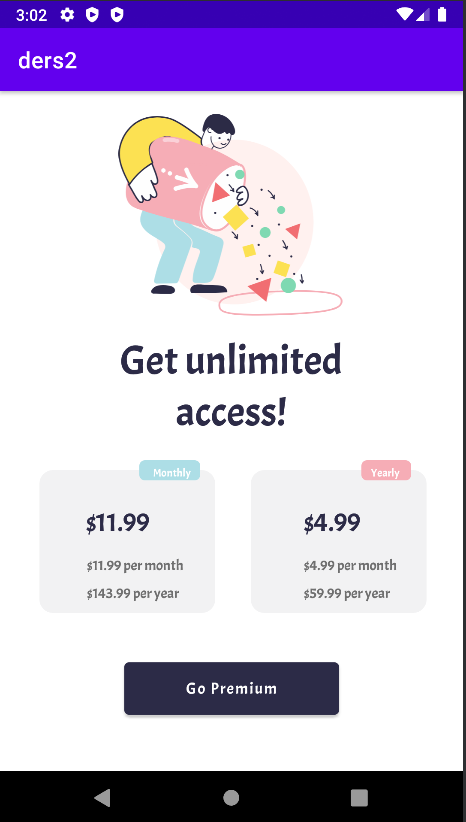 3:02
ders2
Get unlimited
access!
Monthly
$11.99
$11.99 per month
$143.99 per year
Yearly
$4.99
$4.99 per month
$59.99 per year
Go Premium